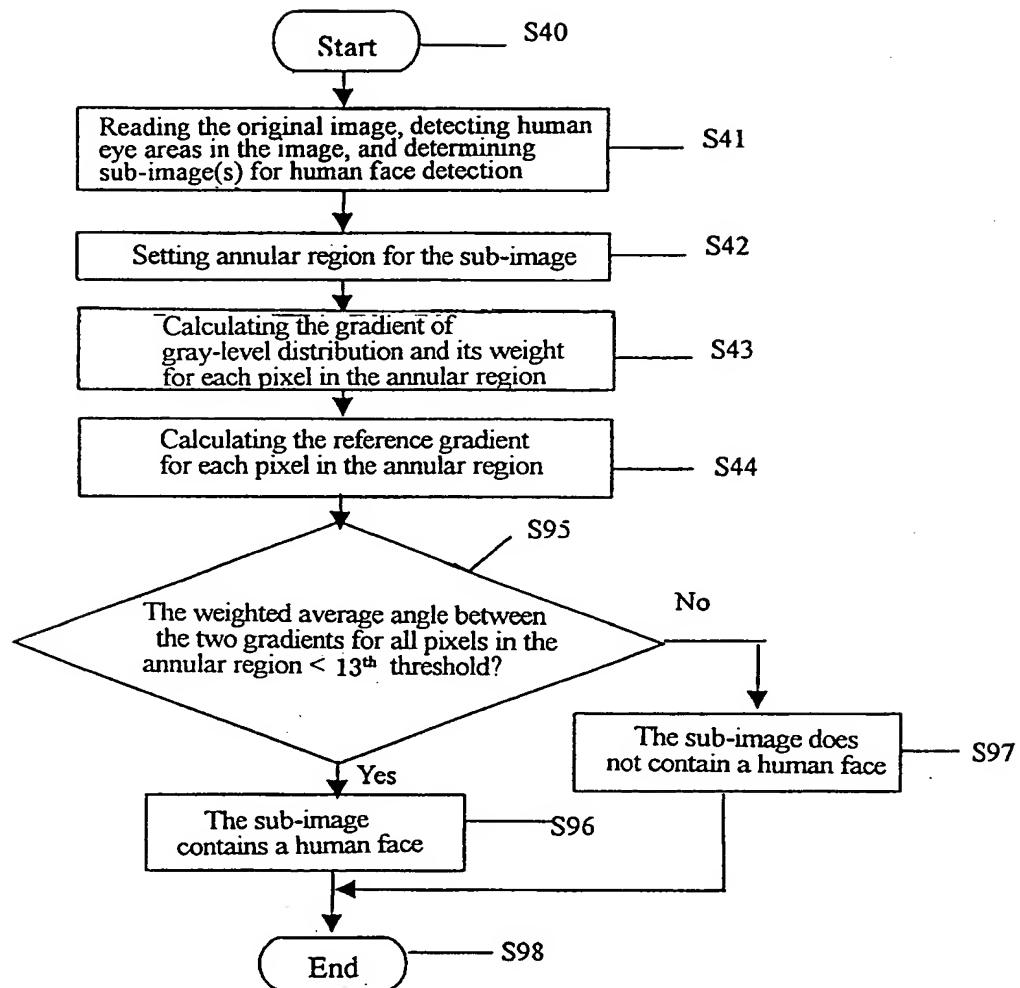 Start
S40
Reading the original image, detecting human
eye areas in the image, and determining
sub-image(s) for human face detection
S41
Setting annular region for the sub-image
S42
Calculating the gradient of
gray-level distribution and its weight
for each pixel in the annular region
S43
Calculating the reference gradient
for each pixel in the annular region
S44
S95
The weighted average angle between
the two gradients for all pixels in the
annular region < 13th threshold?
No
Yes
The sub-image does
not contain a human face
S97
The sub-image
contains a human face
S96
End
S98